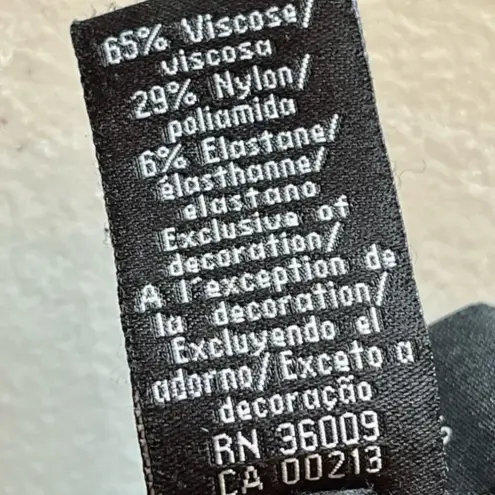 65% Viscose/
viscosa
29% Nylon/
poliamida
6% Elastane/
élasthanne/
elastano
Exclusive of
decoration/
A l'exception de
la decoration/
Excluyendo el
adorno/Exceto a
decoração
RN 36009
CA 00213